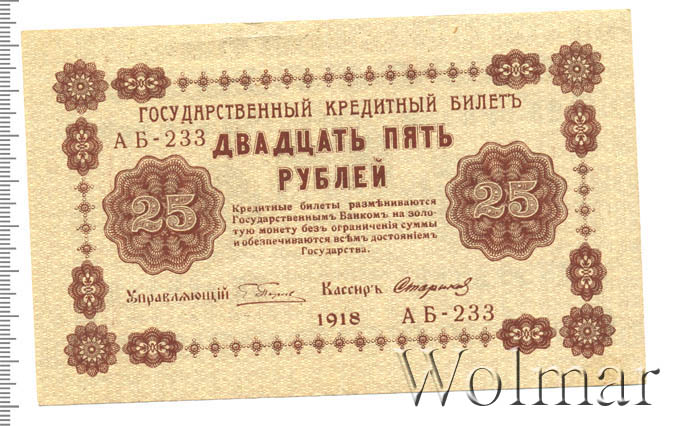 ГОСУДАРСТВЕННЫЙ КРЕДИТНЫЙ БИЛЕТЪ
АБ-233 ДВАДЦАТЬ ПЯТЬ
РУБЛЕЙ
25
25
Кредитные билеты размѣниваются
Государственнымъ Банкомъ на золо-
тую монету безъ ограниченія суммы
и обезпечиваются всѣмъ достояніемъ
Государства.
Управляющій
Кассиръ
1918 АБ-233
Wolmar